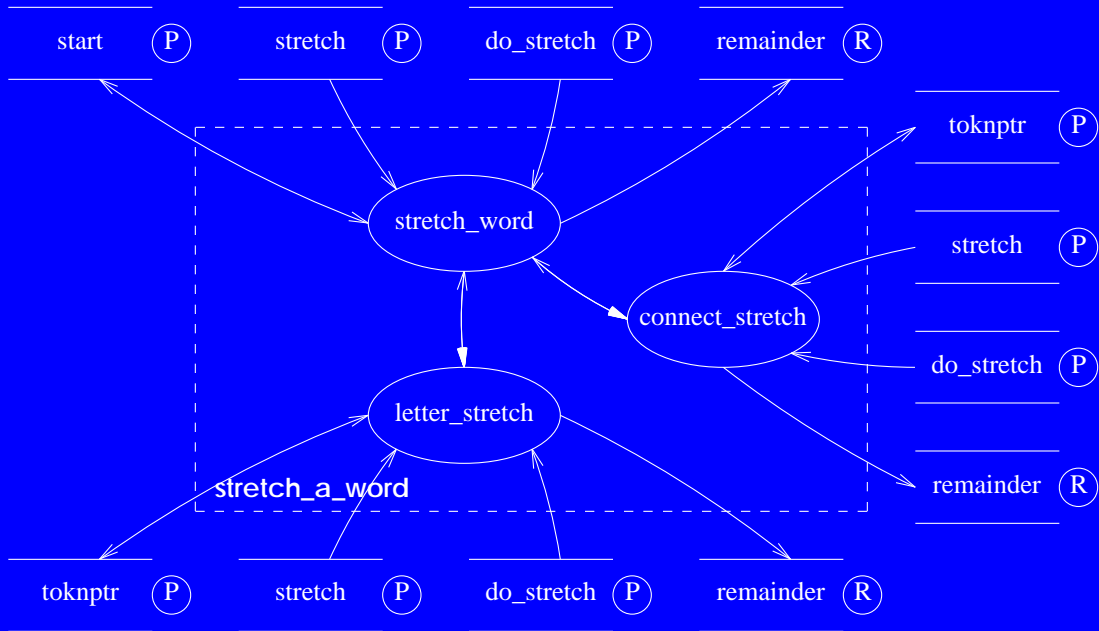 start P stretch P do_stretch P remainder R
toknptr P
stretch_word
stretch P
connect_stretch
do_stretch P
letter_stretch
remainder R
stretch_a_word
toknptr P stretch P do_stretch P remainder R